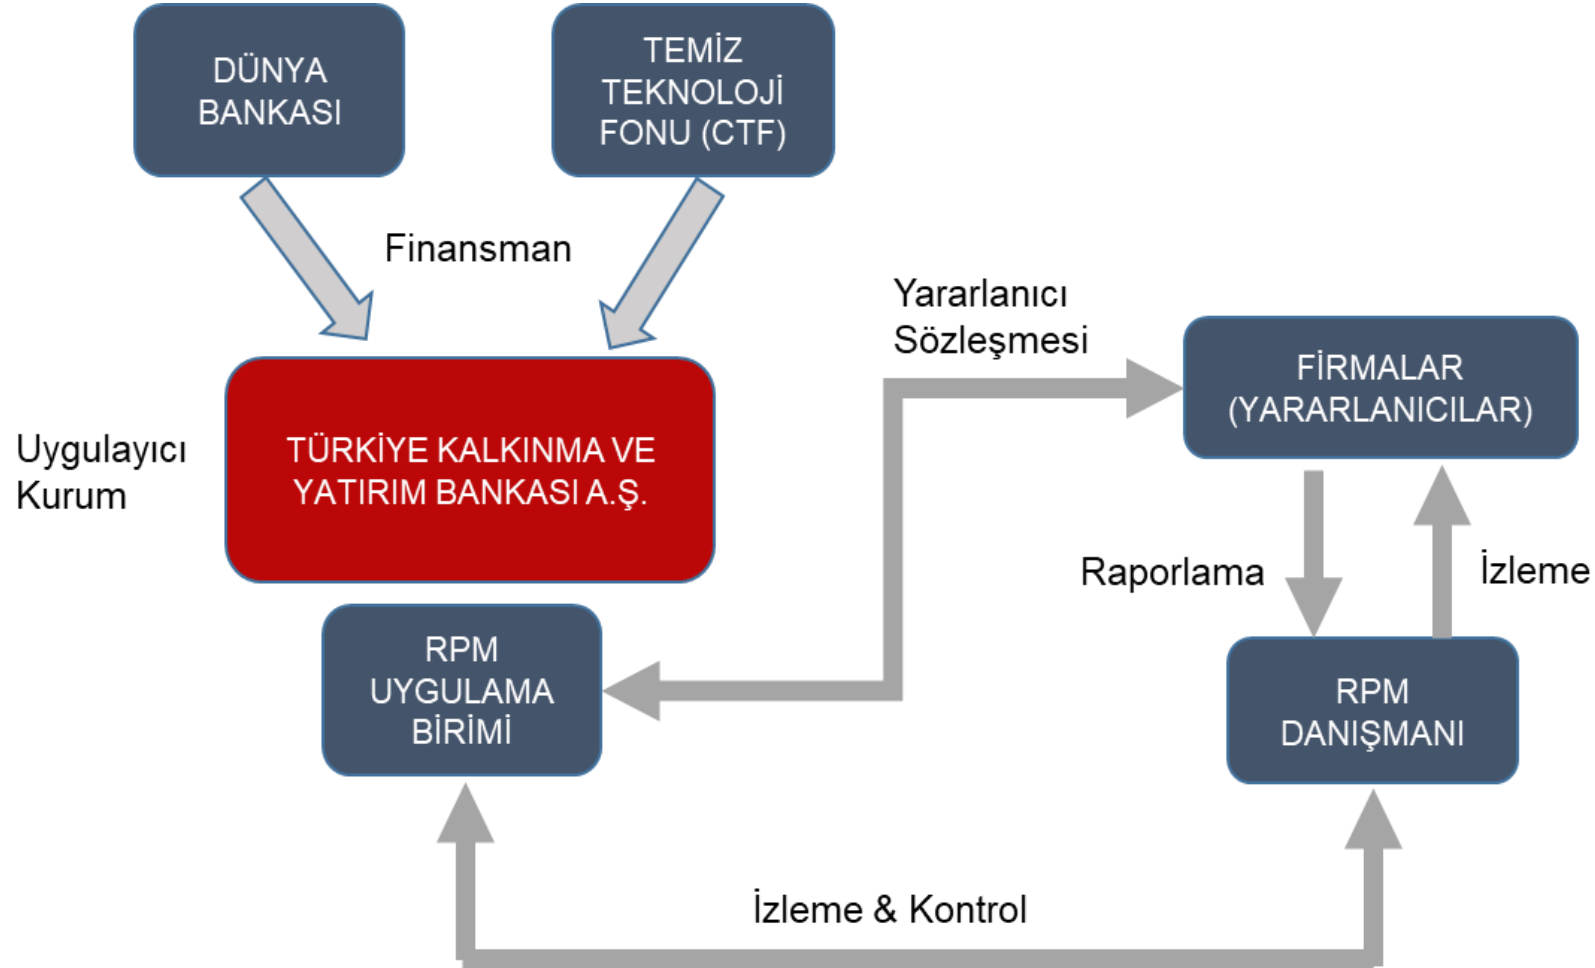 DÜNYA
BANKASI
TEMİZ
TEKNOLOJİ
FONU (CTF)
Finansman
Yararlanıcı
Sözleşmesi
FİRMALAR
(YARARLANICILAR)
Uygulayıcı
Kurum
TÜRKİYE KALKINMA VE
YATIRIM BANKASI A.Ş.
Raporlama
İzleme
RPM
UYGULAMA
BİRİMİ
RPM
DANIŞMANI
İzleme & Kontrol